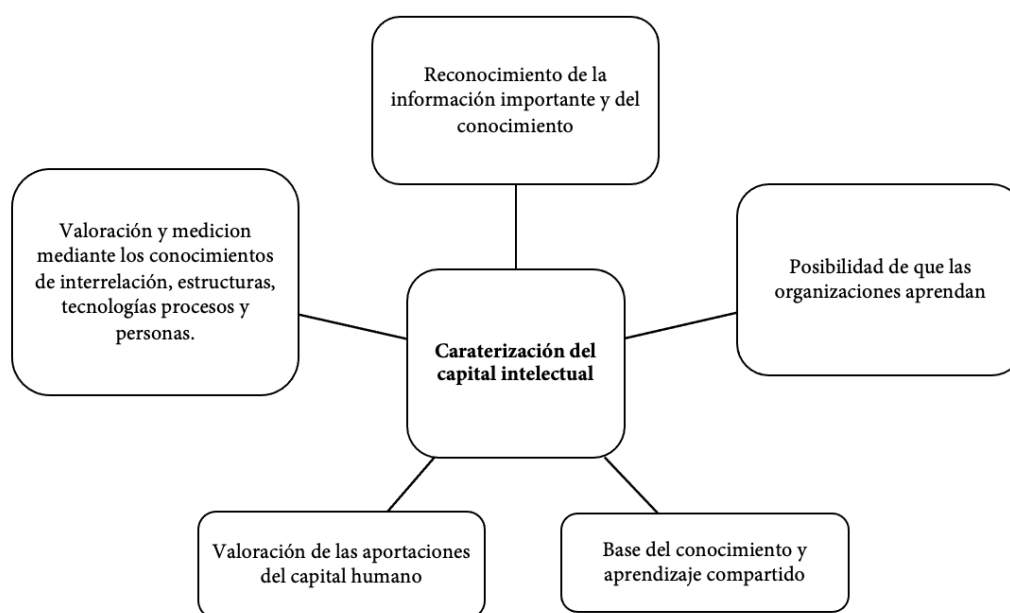 Reconocimiento de la
información importante y del
conocimiento
Valoración y medicion
mediante los conocimientos
de interrelación, estructuras,
tecnologías procesos y
personas.
Posibilidad de que las
organizaciones aprendan
Caraterización del
capital intelectual
Valoración de las aportaciones
del capital humano
Base del conocimiento y
aprendizaje compartido